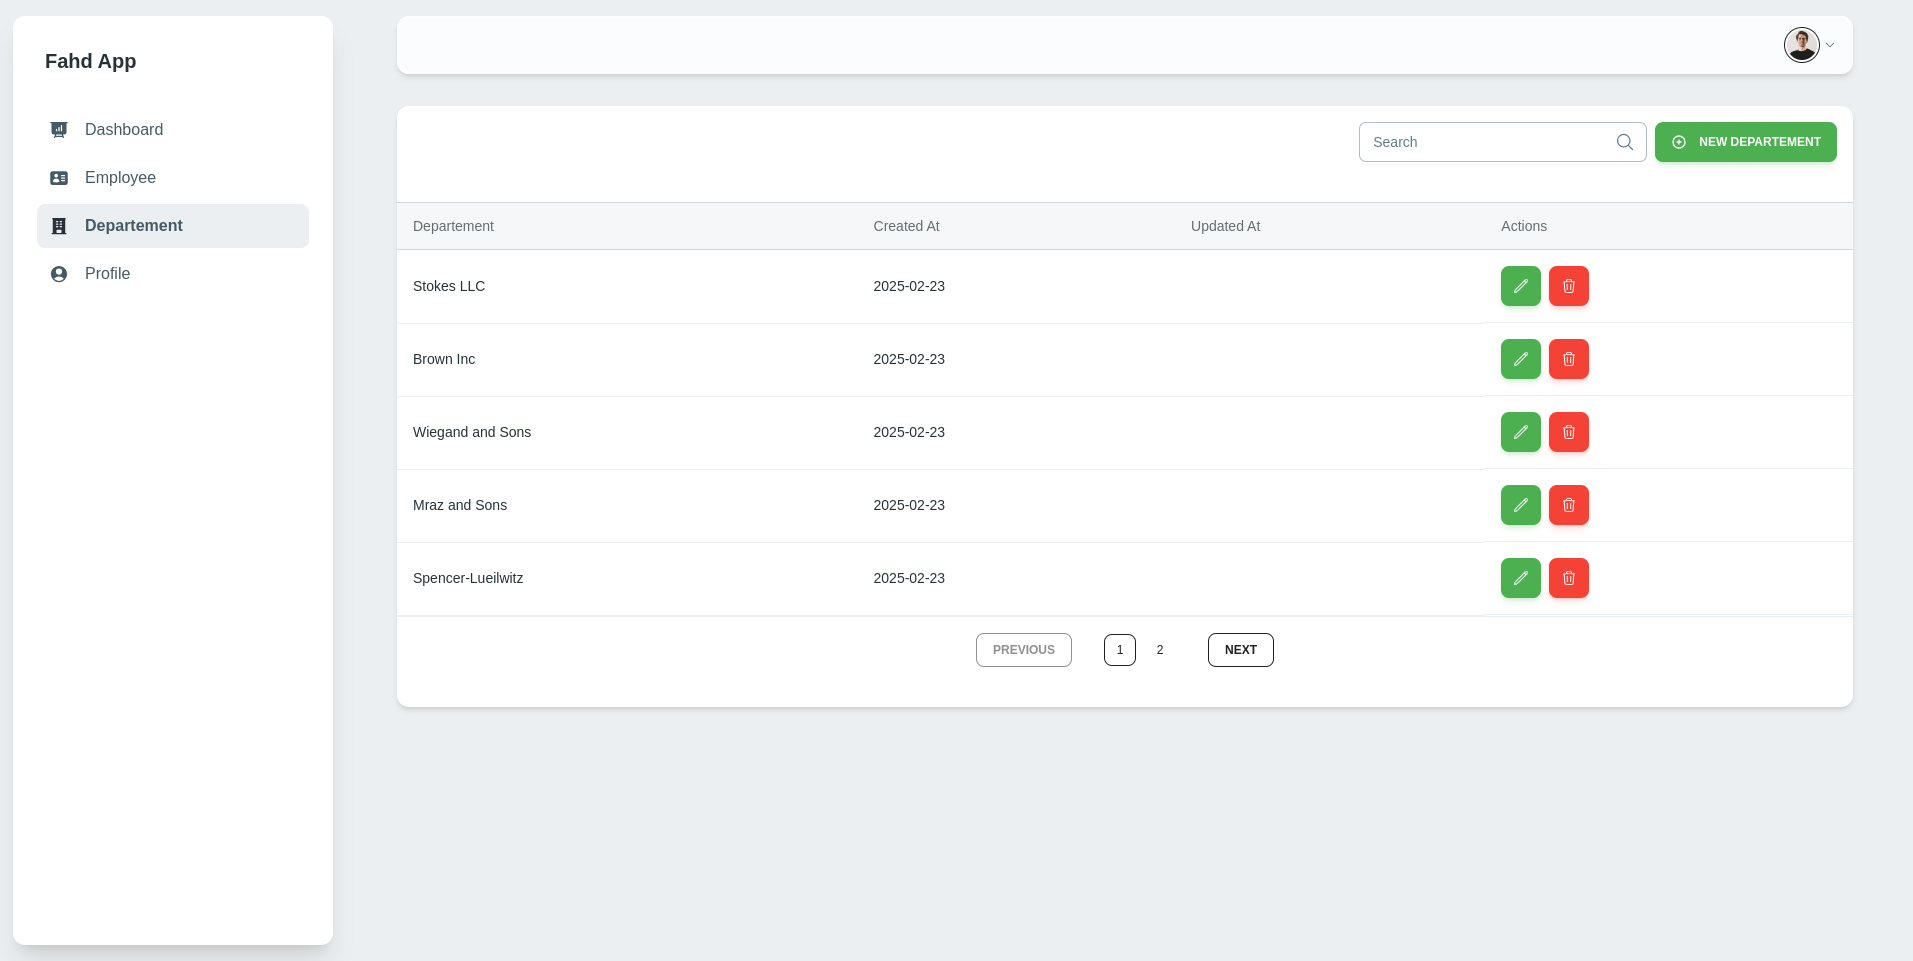 Fahd App
Dashboard
Employee
Departement
Profile
Search
NEW DEPARTEMENT
Departement Created At Updated At Actions
Stokes LLC 2025-02-23
Brown Inc 2025-02-23
Wiegand and Sons 2025-02-23
Mraz and Sons 2025-02-23
Spencer-Lueilwitz 2025-02-23
PREVIOUS 1 2 NEXT